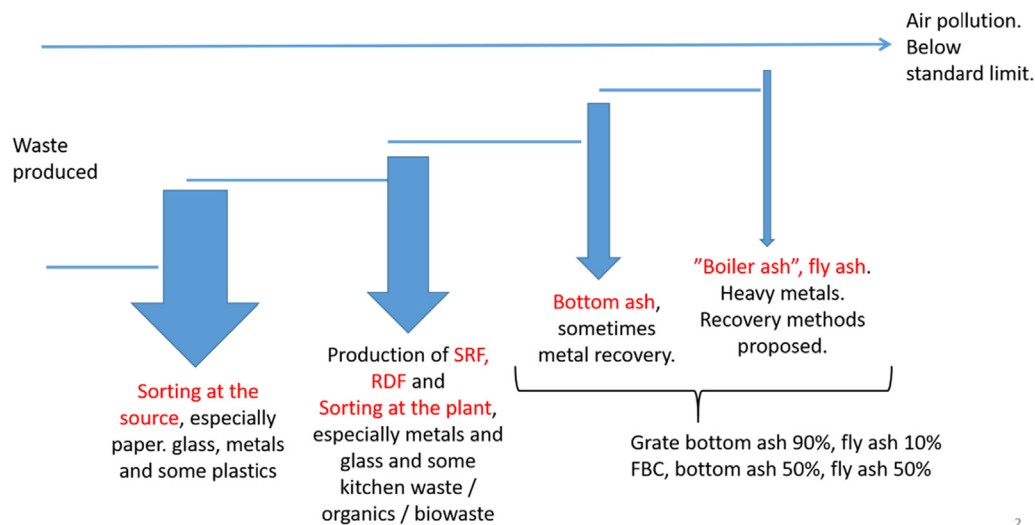 Air pollution.
Below
standard limit.
Waste
produced
Sorting at the
source, especially
paper. glass, metals
and some plastics
Production of SRF,
RDF and
Sorting at the plant,
especially metals and
glass and some
kitchen waste /
organics / biowaste
Bottom ash,
sometimes
metal recovery.
”Boiler ash”, fly ash.
Heavy metals.
Recovery methods
proposed.
Grate bottom ash 90%, fly ash 10%
FBC, bottom ash 50%, fly ash 50%
2